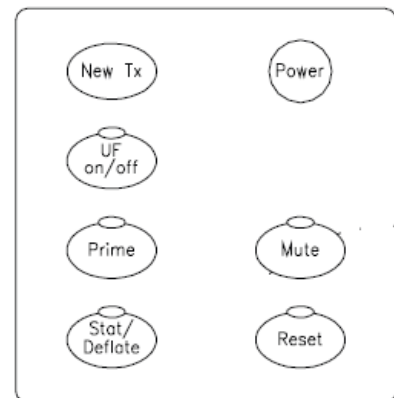 New Tx
Power
UF
on/off
Prime
Mute
Stat/
Deflate
Reset